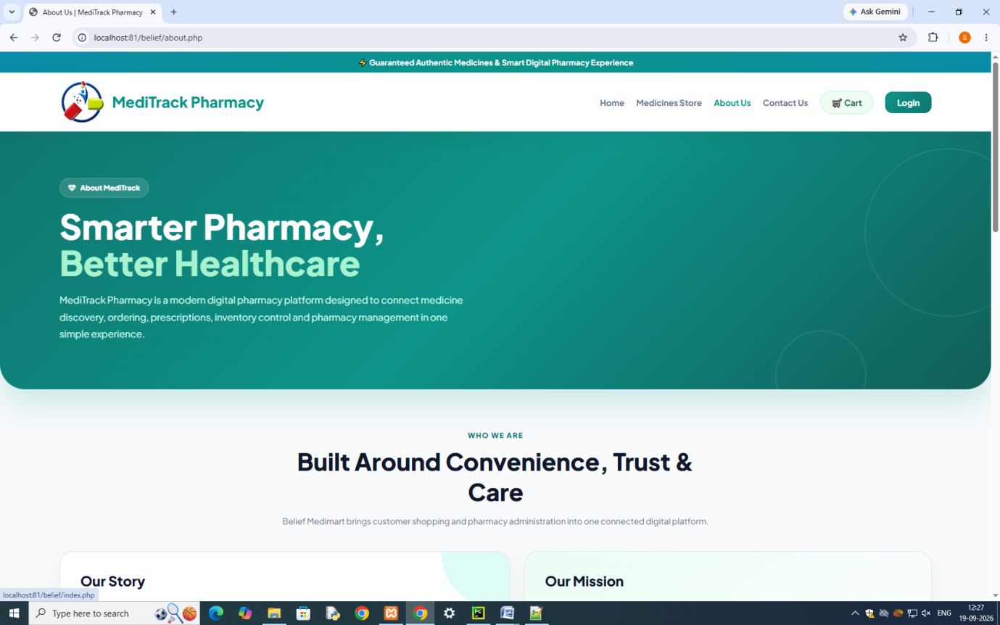 About Us | MediTrack Pharmacy
Ask Gemini
localhost:81/belief/about.php
S
⚡ Guaranteed Authentic Medicines & Smart Digital Pharmacy Experience
MediTrack Pharmacy
Home
Medicines Store
About Us
Contact Us
🛒 Cart
Login
About MediTrack
Smarter Pharmacy,
Better Healthcare
MediTrack Pharmacy is a modern digital pharmacy platform designed to connect medicine
discovery, ordering, prescriptions, inventory control and pharmacy management in one
simple experience.
WHO WE ARE
Built Around Convenience, Trust &
Care
Belief Medimart brings customer shopping and pharmacy administration into one connected digital platform.
Our Story
Our Mission
localhost:81/belief/index.php
Type here to search
PC
W
ENG
12:27
19-09-2026